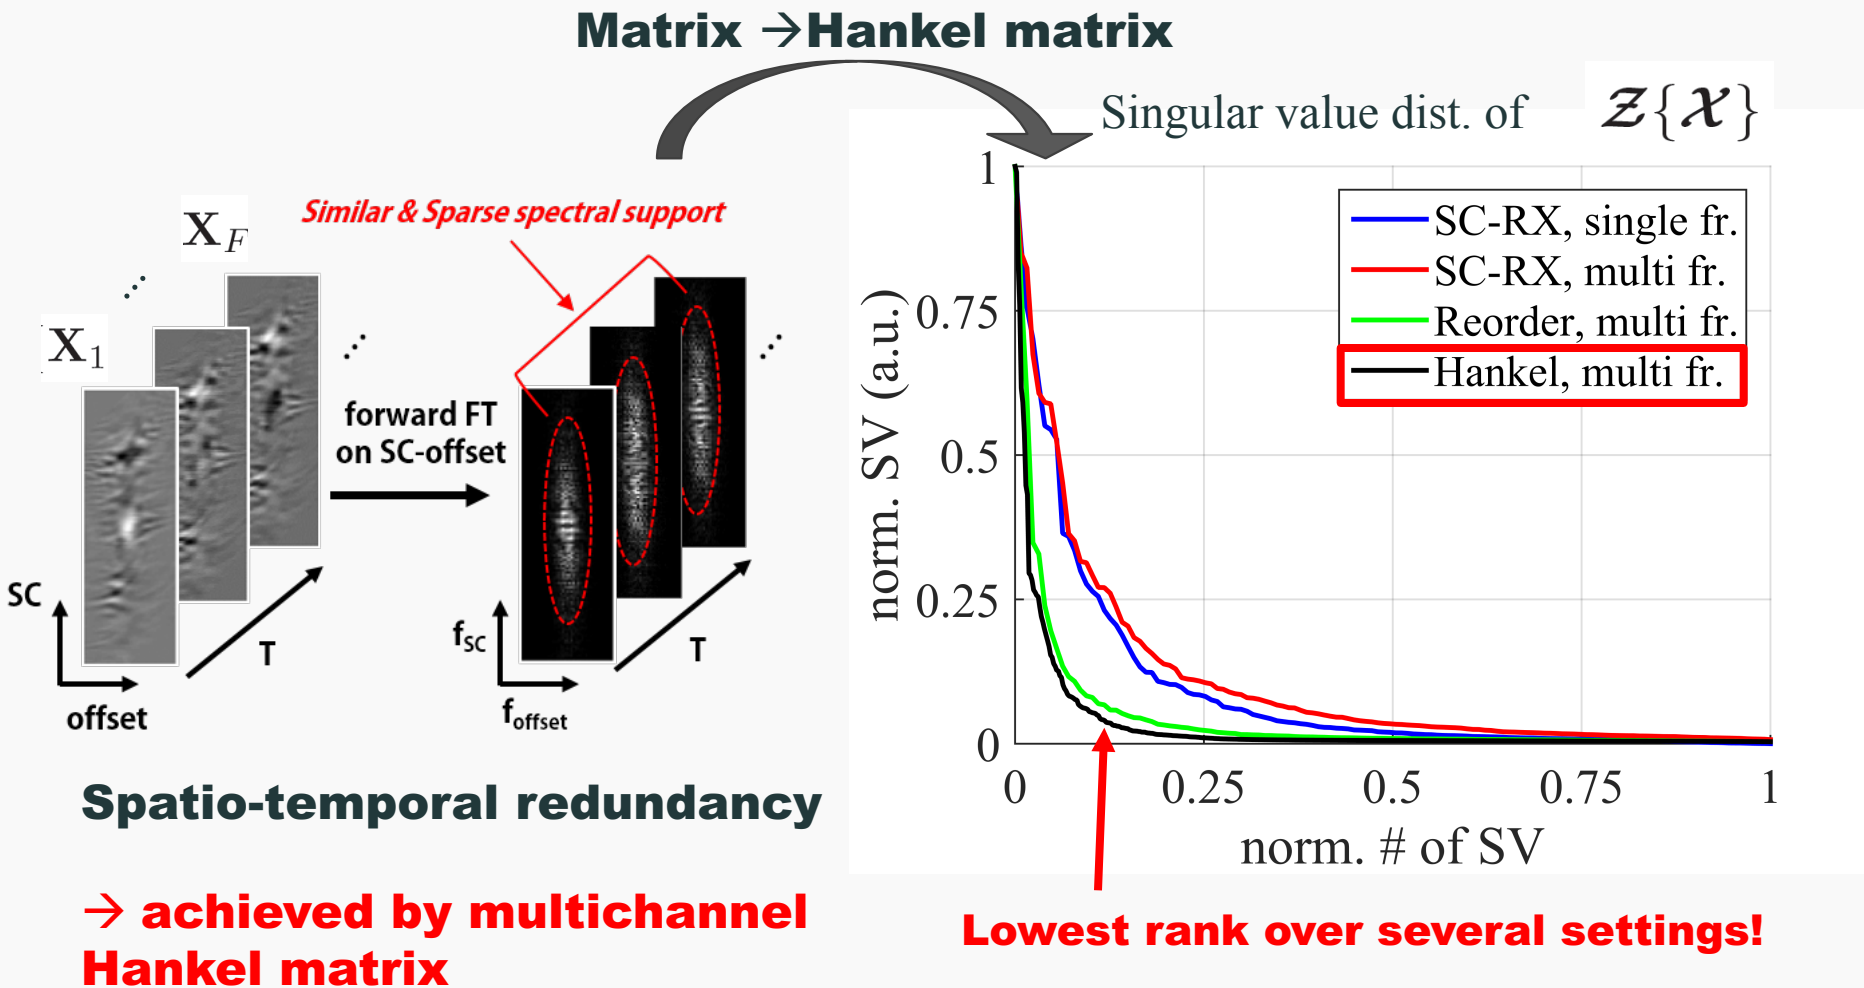 Matrix →Hankel matrix
Singular value dist. of 𝓩{𝓧}
Similar & Sparse spectral support
X_F
X_1
forward FT
on SC-offset
SC
T
offset
f_SC
T
f_offset
1
0.75
0.5
0.25
0
norm. SV (a.u.)
SC-RX, single fr.
SC-RX, multi fr.
Reorder, multi fr.
Hankel, multi fr.
0 0.25 0.5 0.75 1
norm. # of SV
Spatio-temporal redundancy
→ achieved by multichannel
Hankel matrix
Lowest rank over several settings!